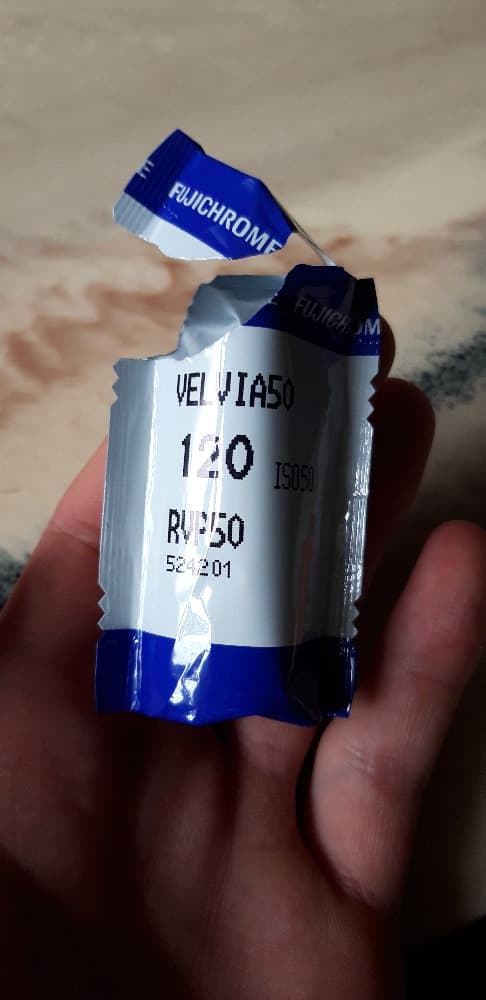 E
FUJICHROME
E FUJICHROM
VELVIA50
120
ISO50
RVP50
524201